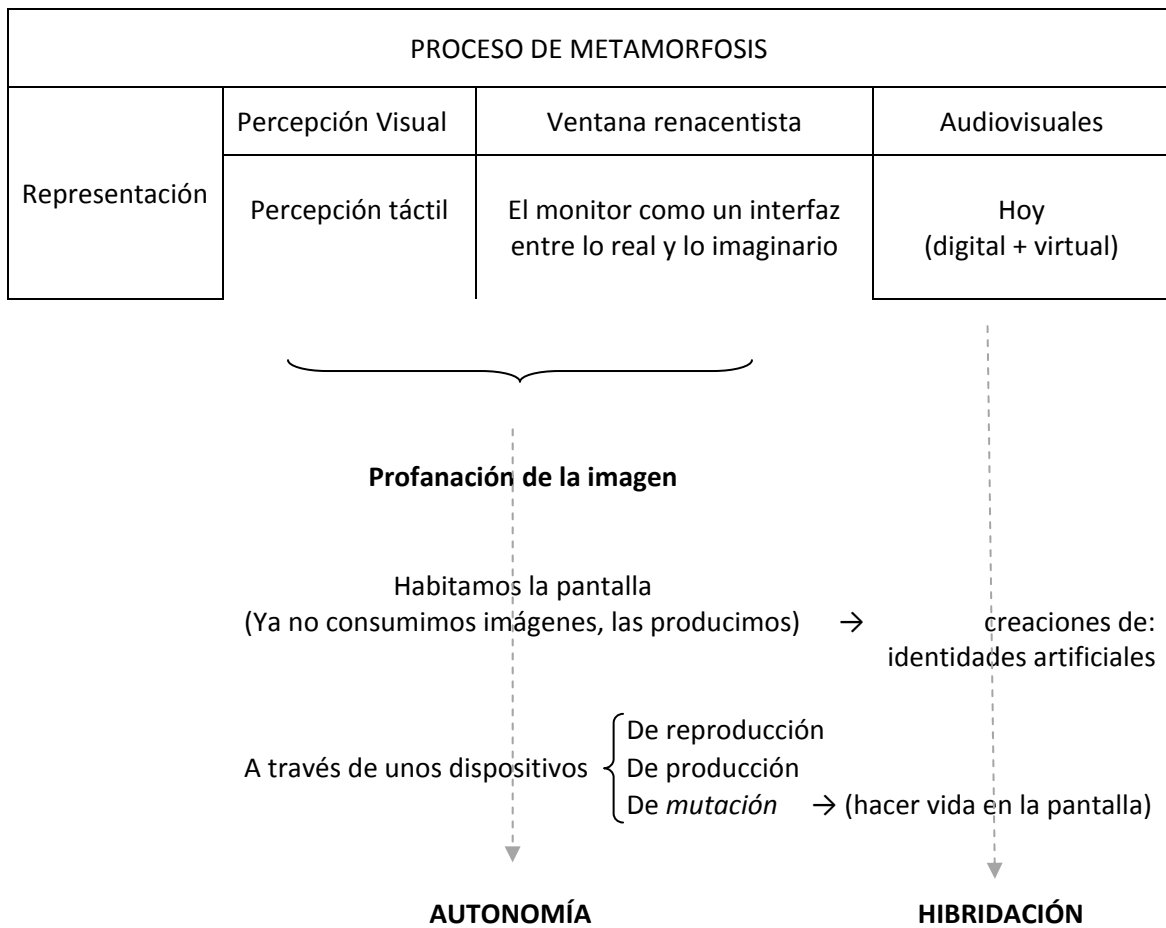 PROCESO DE METAMORFOSIS
Representación
Percepción Visual
Ventana renacentista
Audiovisuales
Percepción táctil
El monitor como un interfaz
entre lo real y lo imaginario
Hoy
(digital + virtual)
Profanación de la imagen
Habitamos la pantalla
(Ya no consumimos imágenes, las producimos) → creaciones de:
identidades artificiales
A través de unos dispositivos
De reproducción
De producción
De mutación → (hacer vida en la pantalla)
AUTONOMÍA
HIBRIDACIÓN